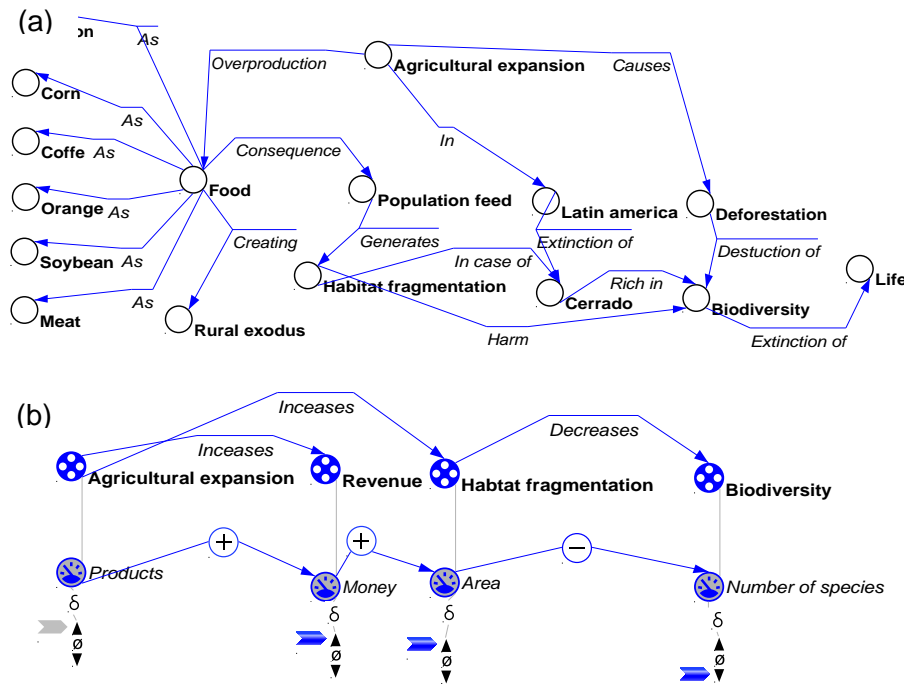 (a)
on
As
Overproduction
Agricultural expansion
Causes
Corn
As
In
Coffe
As
Consequence
Food
Population feed
Latin america
Deforestation
Orange
As
Creating
Generates
Extinction of
Destuction of
Soybean
As
In case of
Habitat fragmentation
Cerrado
Rich in
Life
As
Biodiversity
Meat
Rural exodus
Harm
Extinction of
(b)
Inceases
Increases
Decreases
Agricultural expansion
Revenue
Habtat fragmentation
Biodiversity
+
+
−
Products
Money
Area
Number of species
δ
δ
δ
δ
ø
ø
ø
ø